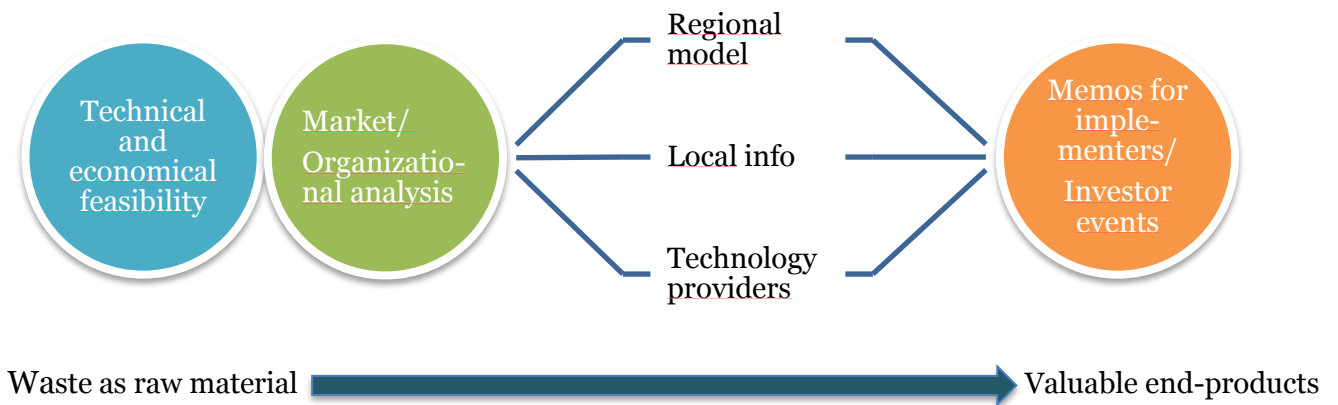 Technical
and
economical
feasibility
Market/
Organizatio-
nal analysis
Regional
model
Local info
Technology
providers
Memos for
imple-
menters/
Investor
events
Waste as raw material
Valuable end-products